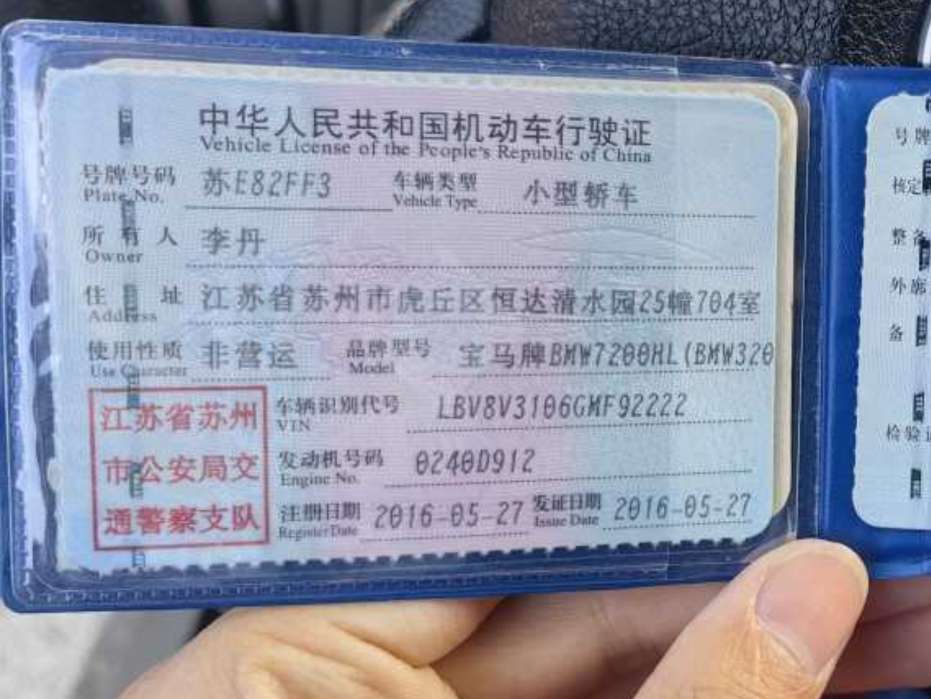 中华人民共和国机动车行驶证
Vehicle License of the People's Republic of China
号牌号码 苏E82FF3 车辆类型 小型轿车
Plate No. Vehicle Type
所有人 李丹
Owner
住址 江苏省苏州市虎丘区恒达清水园25幢704室
Address
使用性质 非营运 品牌型号 宝马牌BMW7200HL(BMW320
Use Character Model
江苏省苏州
市公安局交
通警察支队
车辆识别代号 LBV8V3106GMF92222
VIN
发动机号码 0240D912
Engine No.
注册日期 2016-05-27 发证日期 2016-05-27
Register Date Issue Date
号牌
核定
整备
外廓
备
检验